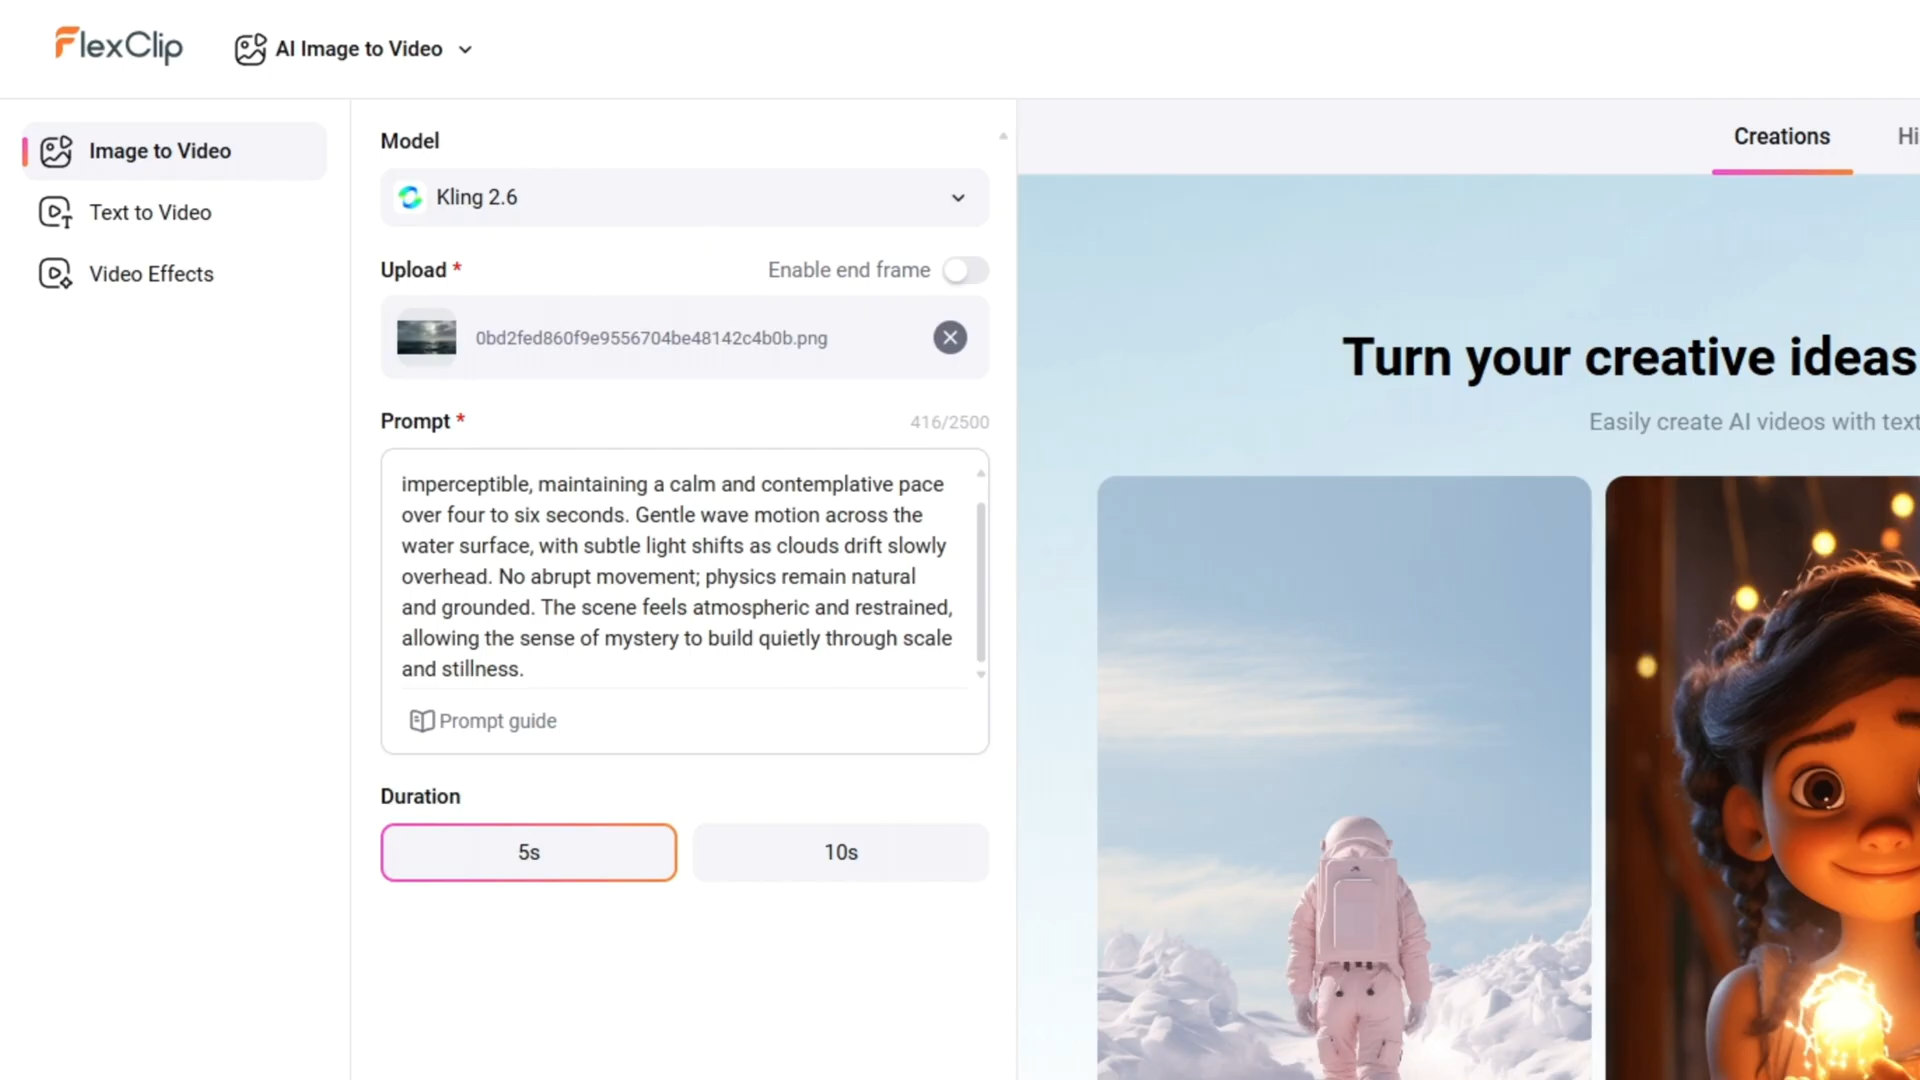 FlexClip
AI Image to Video
Image to Video
Text to Video
Video Effects
Model
Kling 2.6
Upload *
Enable end frame
0bd2fed860f9e9556704be48142c4b0b.png
Prompt *
416/2500
imperceptible, maintaining a calm and contemplative pace
over four to six seconds. Gentle wave motion across the
water surface, with subtle light shifts as clouds drift slowly
overhead. No abrupt movement; physics remain natural
and grounded. The scene feels atmospheric and restrained,
allowing the sense of mystery to build quietly through scale
and stillness.
Prompt guide
Duration
5s
10s
Creations
Hi
Turn your creative ideas
Easily create AI videos with text